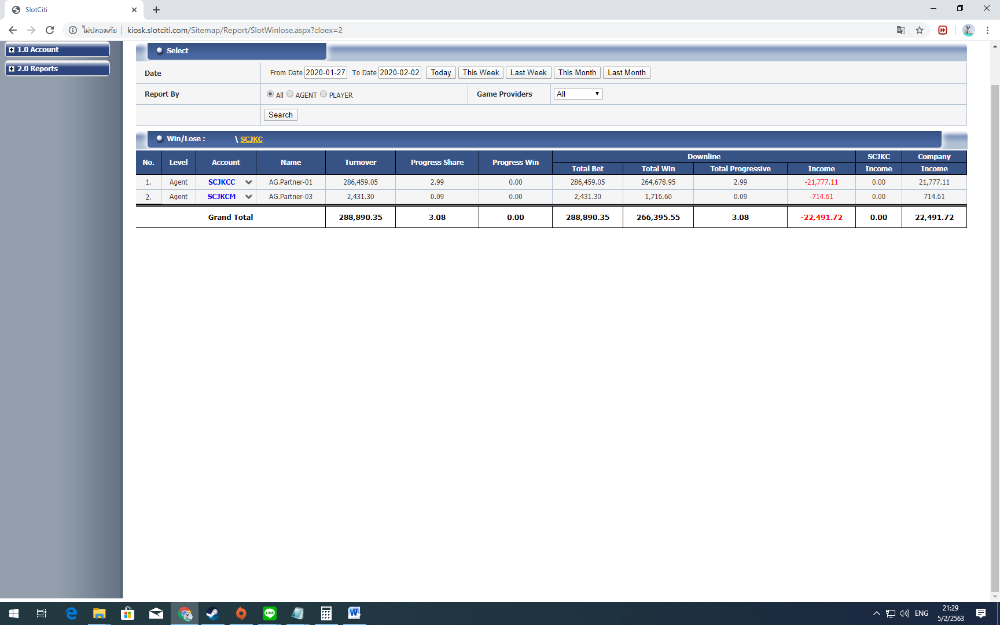 SlotCiti
ไม่ปลอดภัย kiosk.slotciti.com/Sitemap/Report/SlotWinlose.aspx?cloex=2
1.0 Account
2.0 Reports
Select
Date From Date 2020-01-27 To Date 2020-02-02 Today This Week Last Week This Month Last Month
Report By All AGENT PLAYER Game Providers All
Search
Win/Lose : \ SCJKC
No. Level Account Name Turnover Progress Share Progress Win Downline SCJKC Company
Total Bet Total Win Total Progressive Income Income Income
1. Agent SCJKCC AG.Partner-01 286,459.05 2.99 0.00 286,459.05 264,678.95 2.99 -21,777.11 0.00 21,777.11
2. Agent SCJKCM AG.Partner-03 2,431.30 0.09 0.00 2,431.30 1,716.60 0.09 -714.61 0.00 714.61
Grand Total 288,890.35 3.08 0.00 288,890.35 266,395.55 3.08 -22,491.72 0.00 22,491.72
LINE
W
ENG
21:29
5/2/2563